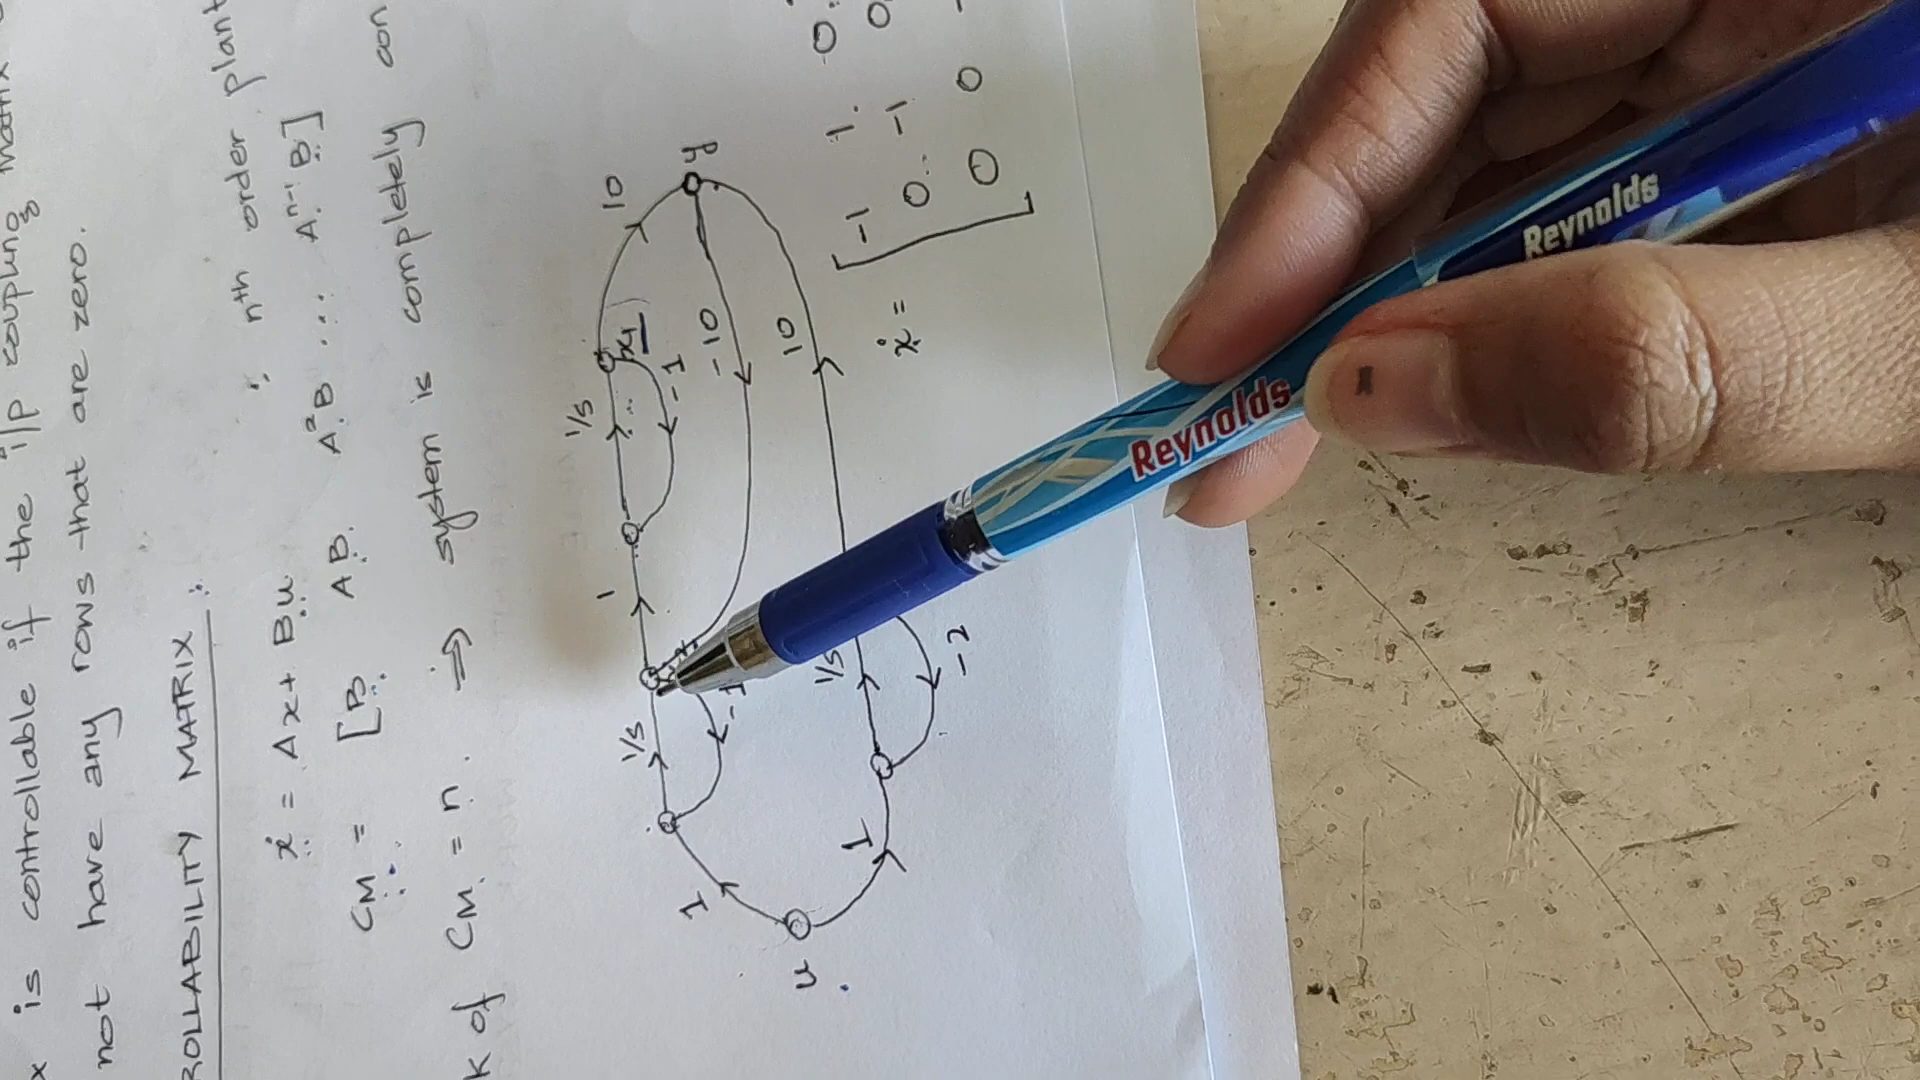 x is controllable if the i/p coupling matrix
not have any rows that are zero.
ROLLABILITY MATRIX :
∴ nth order plant
ẋ = Ax + Bu
CM = [B AB A²B ... Aⁿ⁻¹B]
k of CM = n. ⇒ system is completely con
1/s 10
1 x1 -1
1/s y
-1 -10
1 10
u 1/s
1 -2
ẋ = [ -1 1 0
0 -1 0
0 0 -
Reynolds
Reynolds